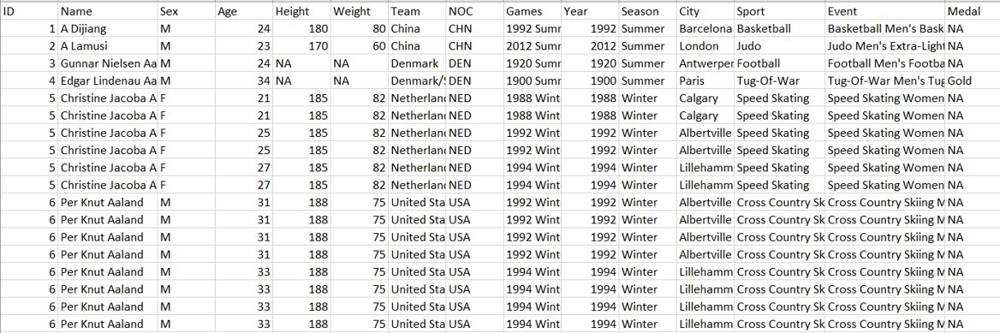 ID Name Sex Age Height Weight Team NOC Games Year Season City Sport Event Medal
1 A Dijiang M 24 180 80 China CHN 1992 Sumr 1992 Summer Barcelona Basketball Basketball Men's Bask NA
2 A Lamusi M 23 170 60 China CHN 2012 Sumr 2012 Summer London Judo Judo Men's Extra-Light NA
3 Gunnar Nielsen Aa M 24 NA NA Denmark DEN 1920 Sumr 1920 Summer Antwerper Football Football Men's Footba NA
4 Edgar Lindenau Aa M 34 NA NA Denmark/S DEN 1900 Sumr 1900 Summer Paris Tug-Of-War Tug-Of-War Men's Tug Gold
5 Christine Jacoba A F 21 185 82 Netherland NED 1988 Wint 1988 Winter Calgary Speed Skating Speed Skating Women NA
5 Christine Jacoba A F 21 185 82 Netherland NED 1988 Wint 1988 Winter Calgary Speed Skating Speed Skating Women NA
5 Christine Jacoba A F 25 185 82 Netherland NED 1992 Wint 1992 Winter Albertville Speed Skating Speed Skating Women NA
5 Christine Jacoba A F 25 185 82 Netherland NED 1992 Wint 1992 Winter Albertville Speed Skating Speed Skating Women NA
5 Christine Jacoba A F 27 185 82 Netherland NED 1994 Wint 1994 Winter Lillehamm Speed Skating Speed Skating Women NA
5 Christine Jacoba A F 27 185 82 Netherland NED 1994 Wint 1994 Winter Lillehamm Speed Skating Speed Skating Women NA
6 Per Knut Aaland M 31 188 75 United Sta USA 1992 Wint 1992 Winter Albertville Cross Country Sk Cross Country Skiing M NA
6 Per Knut Aaland M 31 188 75 United Sta USA 1992 Wint 1992 Winter Albertville Cross Country Sk Cross Country Skiing M NA
6 Per Knut Aaland M 31 188 75 United Sta USA 1992 Wint 1992 Winter Albertville Cross Country Sk Cross Country Skiing M NA
6 Per Knut Aaland M 31 188 75 United Sta USA 1992 Wint 1992 Winter Albertville Cross Country Sk Cross Country Skiing M NA
6 Per Knut Aaland M 33 188 75 United Sta USA 1994 Wint 1994 Winter Lillehamm Cross Country Sk Cross Country Skiing M NA
6 Per Knut Aaland M 33 188 75 United Sta USA 1994 Wint 1994 Winter Lillehamm Cross Country Sk Cross Country Skiing M NA
6 Per Knut Aaland M 33 188 75 United Sta USA 1994 Wint 1994 Winter Lillehamm Cross Country Sk Cross Country Skiing M NA
6 Per Knut Aaland M 33 188 75 United Sta USA 1994 Wint 1994 Winter Lillehamm Cross Country Sk Cross Country Skiing M NA